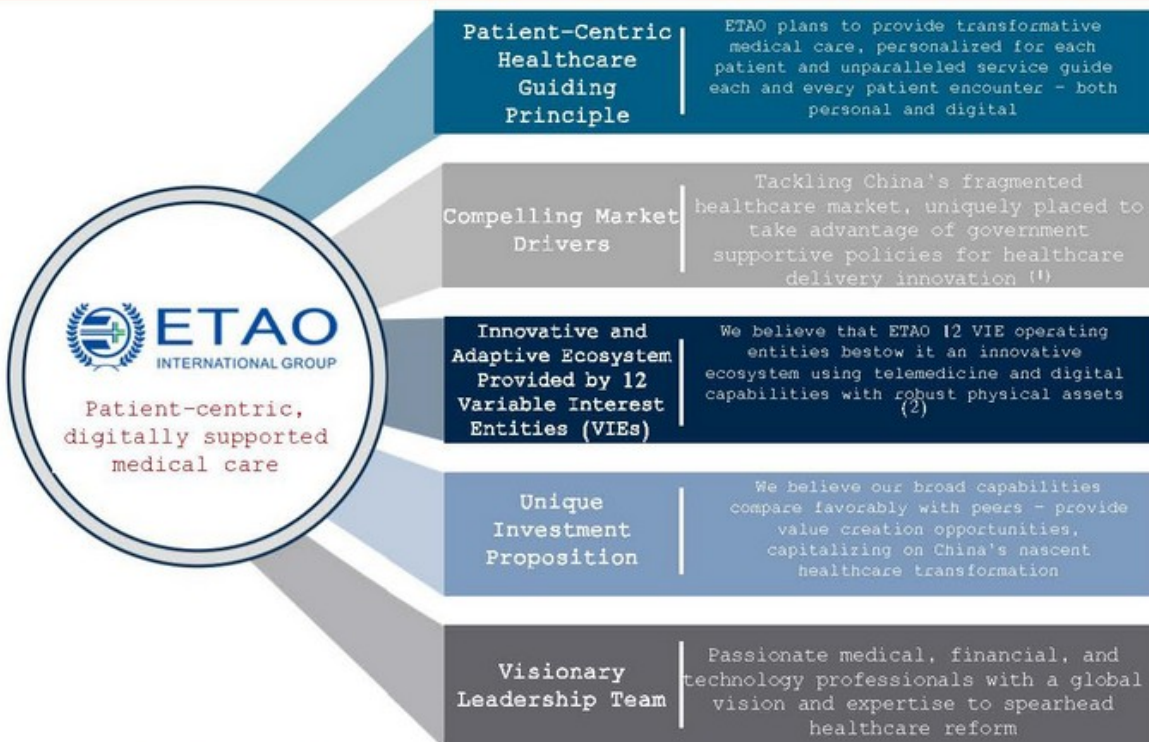 ETAO
INTERNATIONAL GROUP
Patient-centric,
digitally supported
medical care
Patient-Centric
Healthcare
Guiding
Principle
ETAO plans to provide transformative
medical care, personalized for each
patient and unparalleled service guide
each and every patient encounter – both
personal and digital
Compelling Market
Drivers
Tackling China's fragmented
healthcare market, uniquely placed to
take advantage of government
supportive policies for healthcare
delivery innovation (1)
Innovative and
Adaptive Ecosystem
Provided by 12
Variable Interest
Entities (VIEs)
We believe that ETAO 12 VIE operating
entities bestow it an innovative
ecosystem using telemedicine and digital
capabilities with robust physical assets
(2)
Unique
Investment
Proposition
We believe our broad capabilities
compare favorably with peers – provide
value creation opportunities,
capitalizing on China's nascent
healthcare transformation
Visionary
Leadership Team
Passionate medical, financial, and
technology professionals with a global
vision and expertise to spearhead
healthcare reform